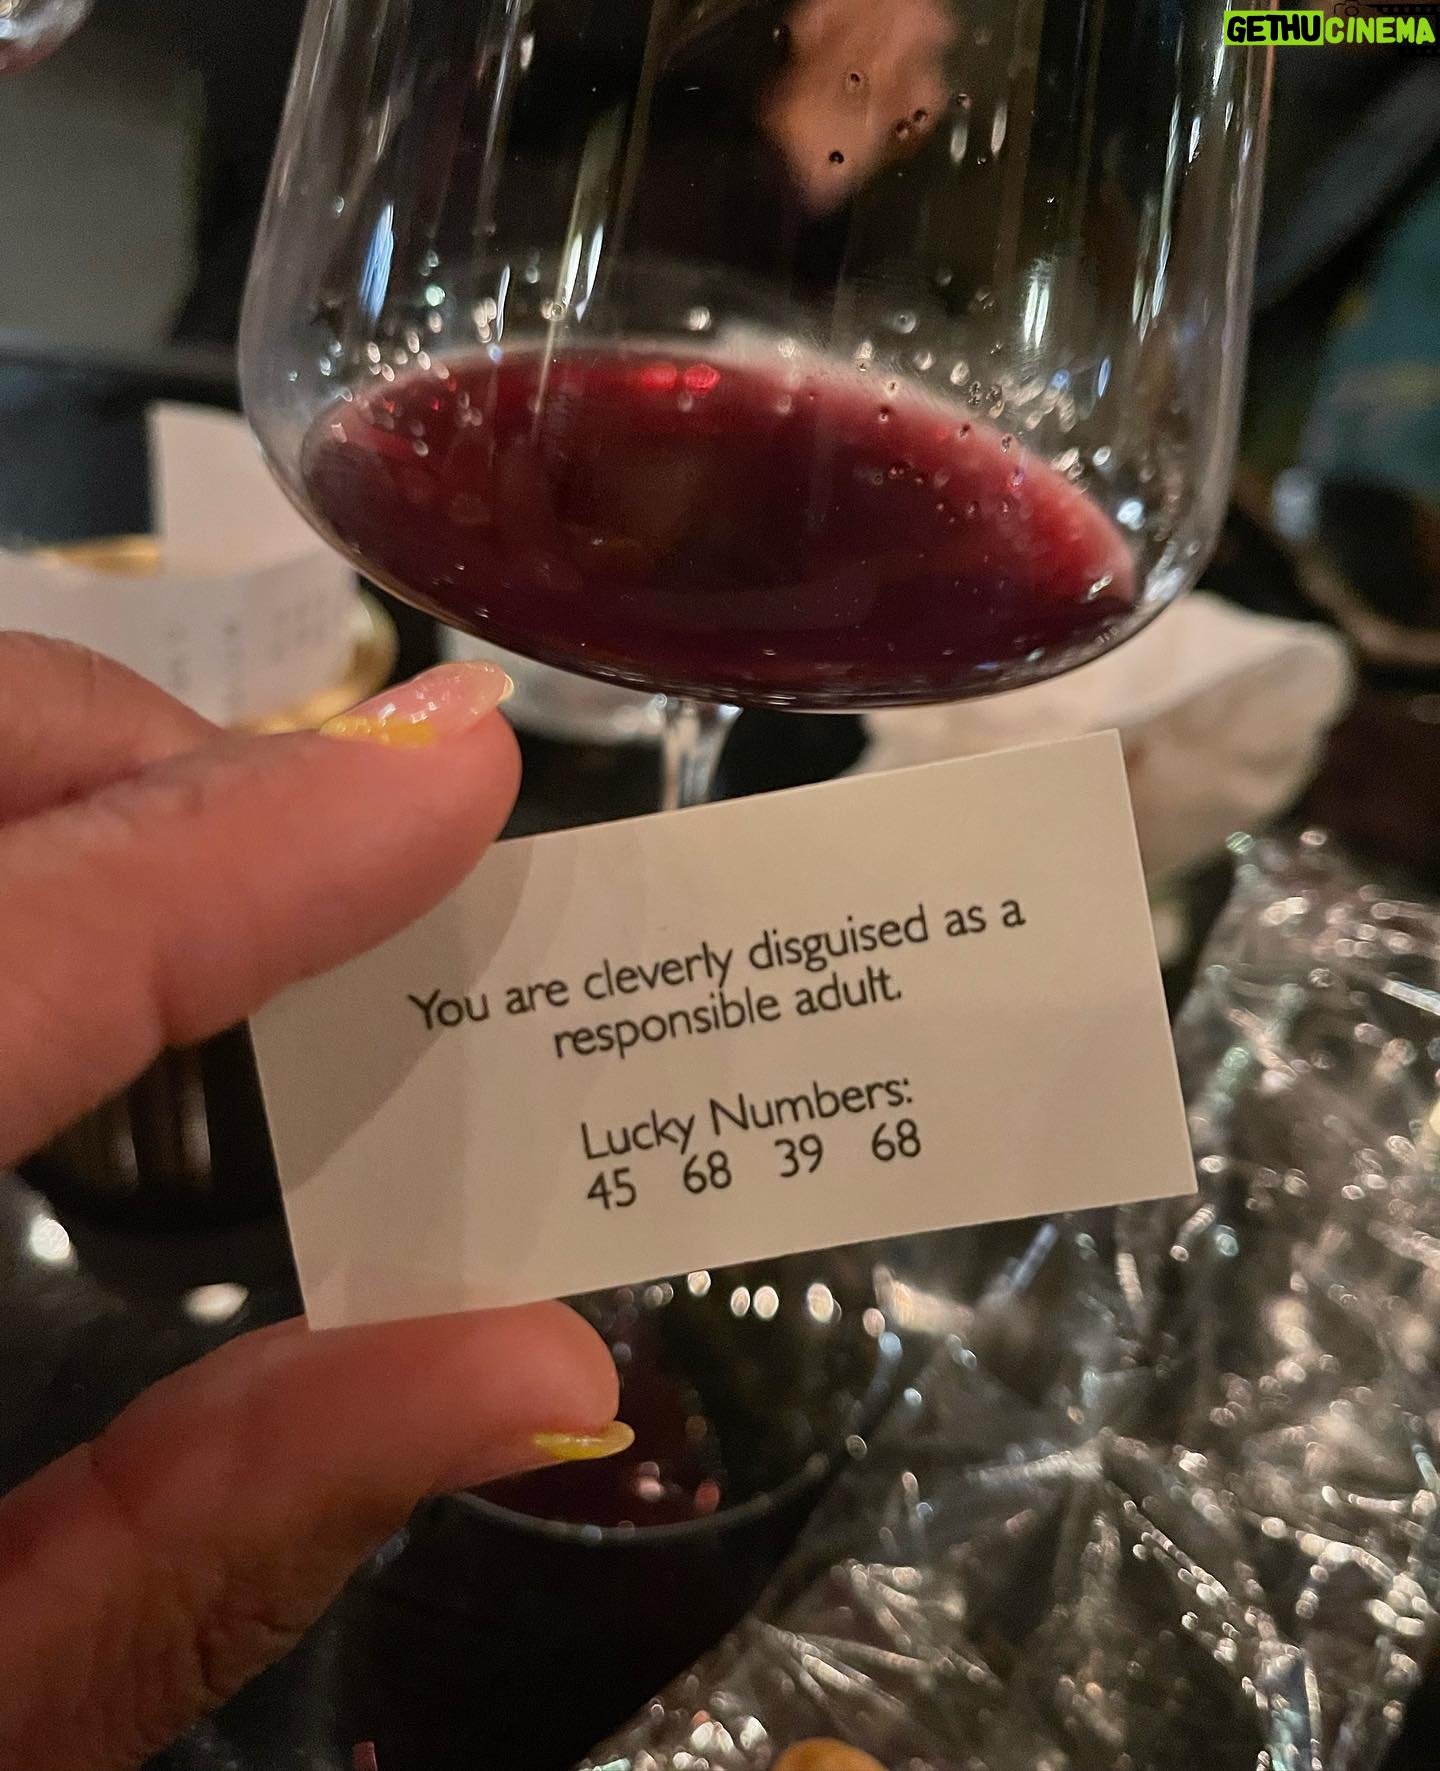 GETHUCINEMA
You are cleverly disguised as a
responsible adult.
Lucky Numbers:
45 68 39 68